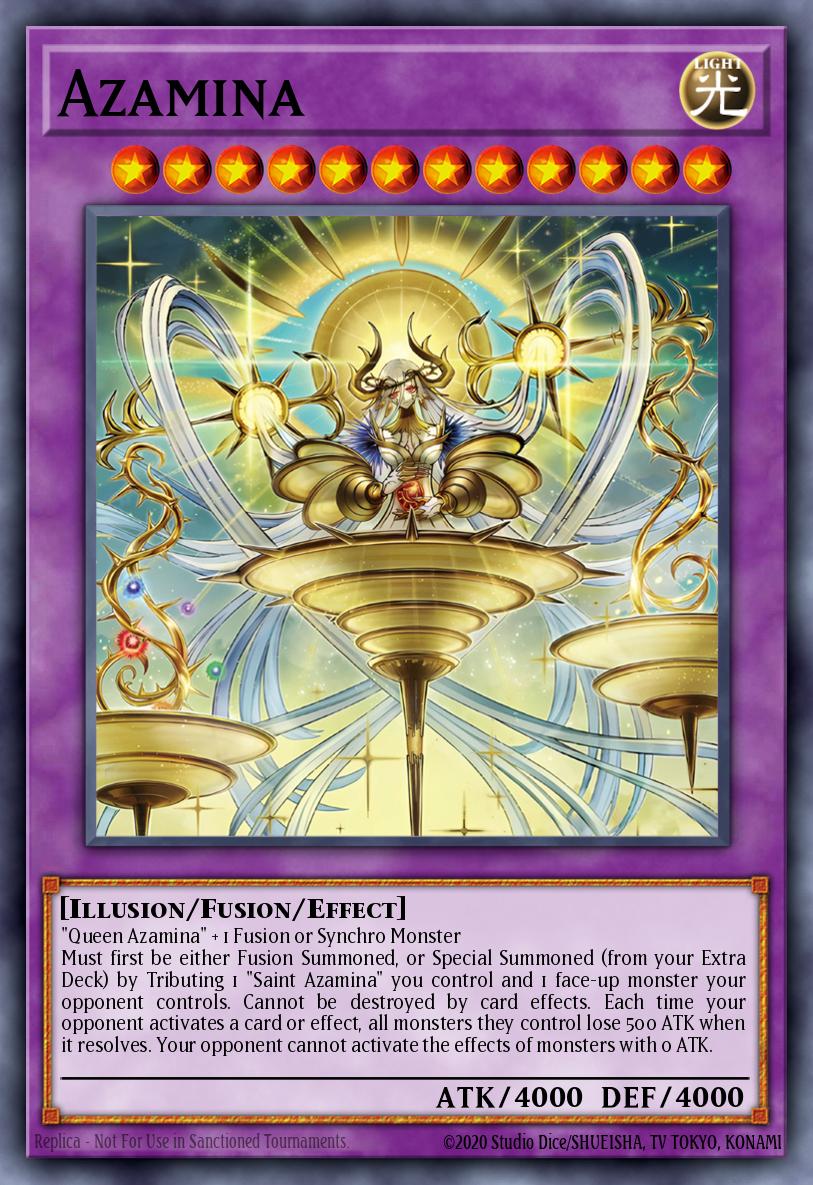 Azamina
LIGHT
光
[Illusion/Fusion/Effect]
"Queen Azamina" + 1 Fusion or Synchro Monster
Must first be either Fusion Summoned, or Special Summoned (from your Extra
Deck) by Tributing 1 "Saint Azamina" you control and 1 face-up monster your
opponent controls. Cannot be destroyed by card effects. Each time your
opponent activates a card or effect, all monsters they control lose 500 ATK when
it resolves. Your opponent cannot activate the effects of monsters with 0 ATK.
ATK/4000 DEF/4000
Replica - Not For Use in Sanctioned Tournaments.
©2020 Studio Dice/SHUEISHA, TV TOKYO, KONAMI